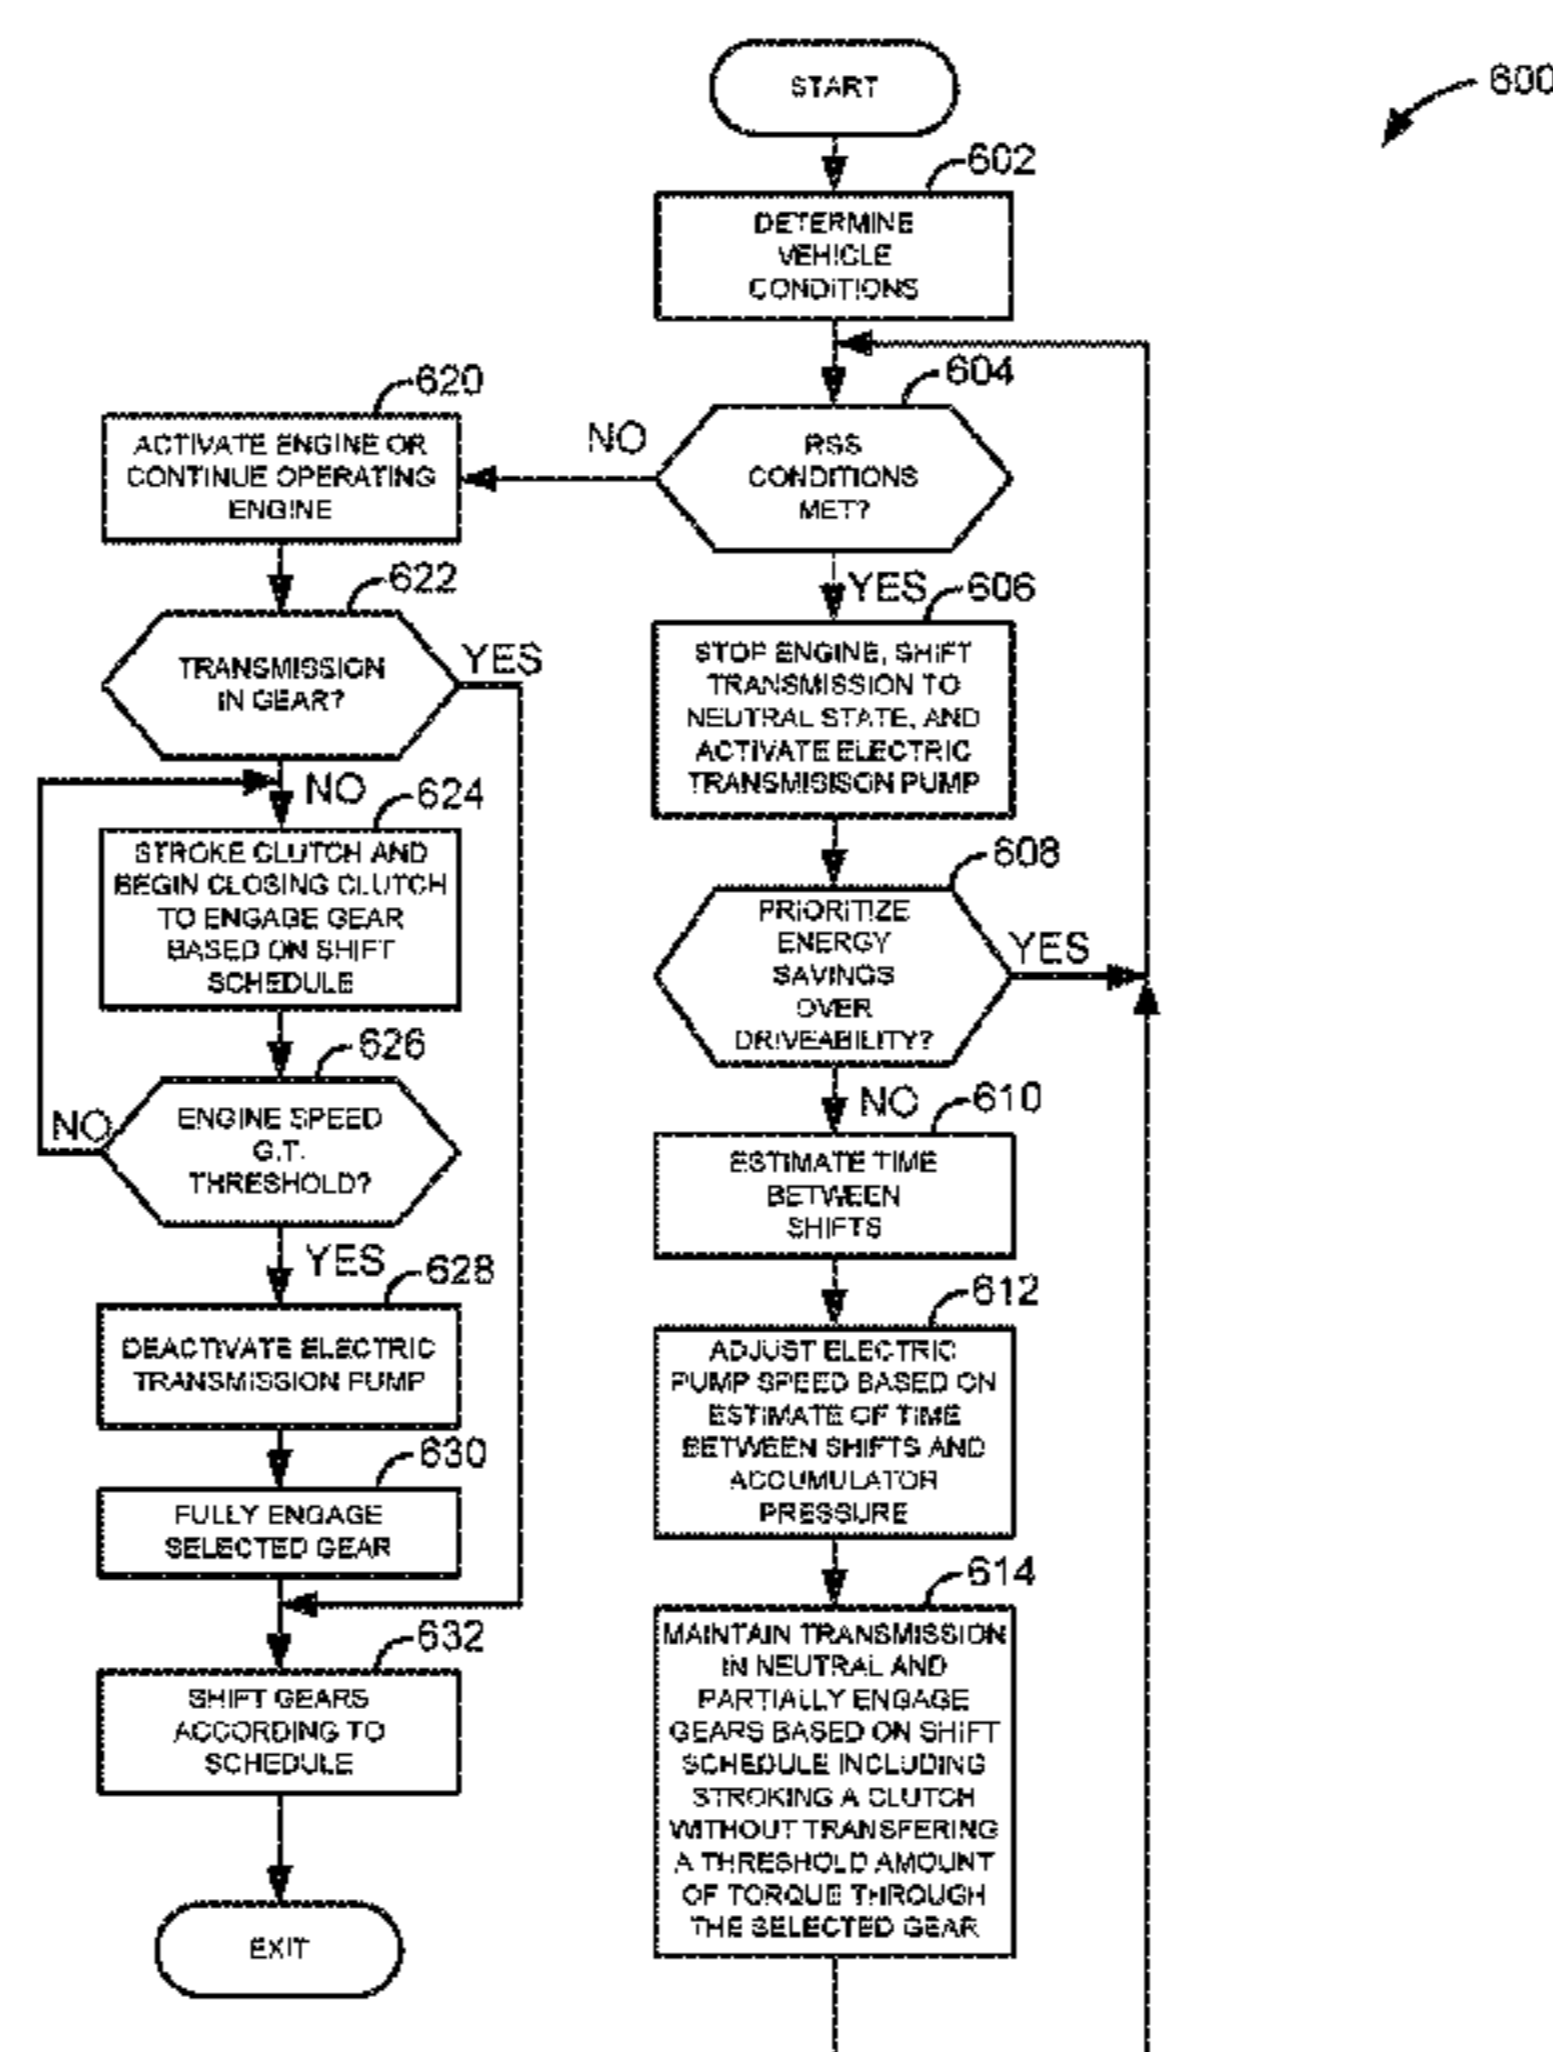 START
600
602
DETERMINE
VEHICLE
CONDITIONS
604
RSS
CONDITIONS
MET?
NO
YES
606
STOP ENGINE, SHIFT
TRANSMISSION TO
NEUTRAL STATE, AND
ACTIVATE ELECTRIC
TRANSMISISON PUMP
608
PRIORITIZE
ENERGY
SAVINGS
OVER
DRIVEABILITY?
YES
NO
610
ESTIMATE TIME
BETWEEN
SHIFTS
612
ADJUST ELECTRIC
PUMP SPEED BASED ON
ESTIMATE OF TIME
BETWEEN SHIFTS AND
ACCUMULATOR
PRESSURE
614
MAINTAIN TRANSMISSION
IN NEUTRAL AND
PARTIALLY ENGAGE
GEARS BASED ON SHIFT
SCHEDULE INCLUDING
STROKING A CLUTCH
WITHOUT TRANSFERING
A THRESHOLD AMOUNT
OF TORQUE THROUGH
THE SELECTED GEAR
620
ACTIVATE ENGINE OR
CONTINUE OPERATING
ENGINE
622
TRANSMISSION
IN GEAR?
YES
NO
624
STROKE CLUTCH AND
BEGIN CLOSING CLUTCH
TO ENGAGE GEAR
BASED ON SHIFT
SCHEDULE
626
ENGINE SPEED
G.T.
THRESHOLD?
NO
YES
628
DEACTIVATE ELECTRIC
TRANSMISSION PUMP
630
FULLY ENGAGE
SELECTED GEAR
632
SHIFT GEARS
ACCORDING TO
SCHEDULE
EXIT